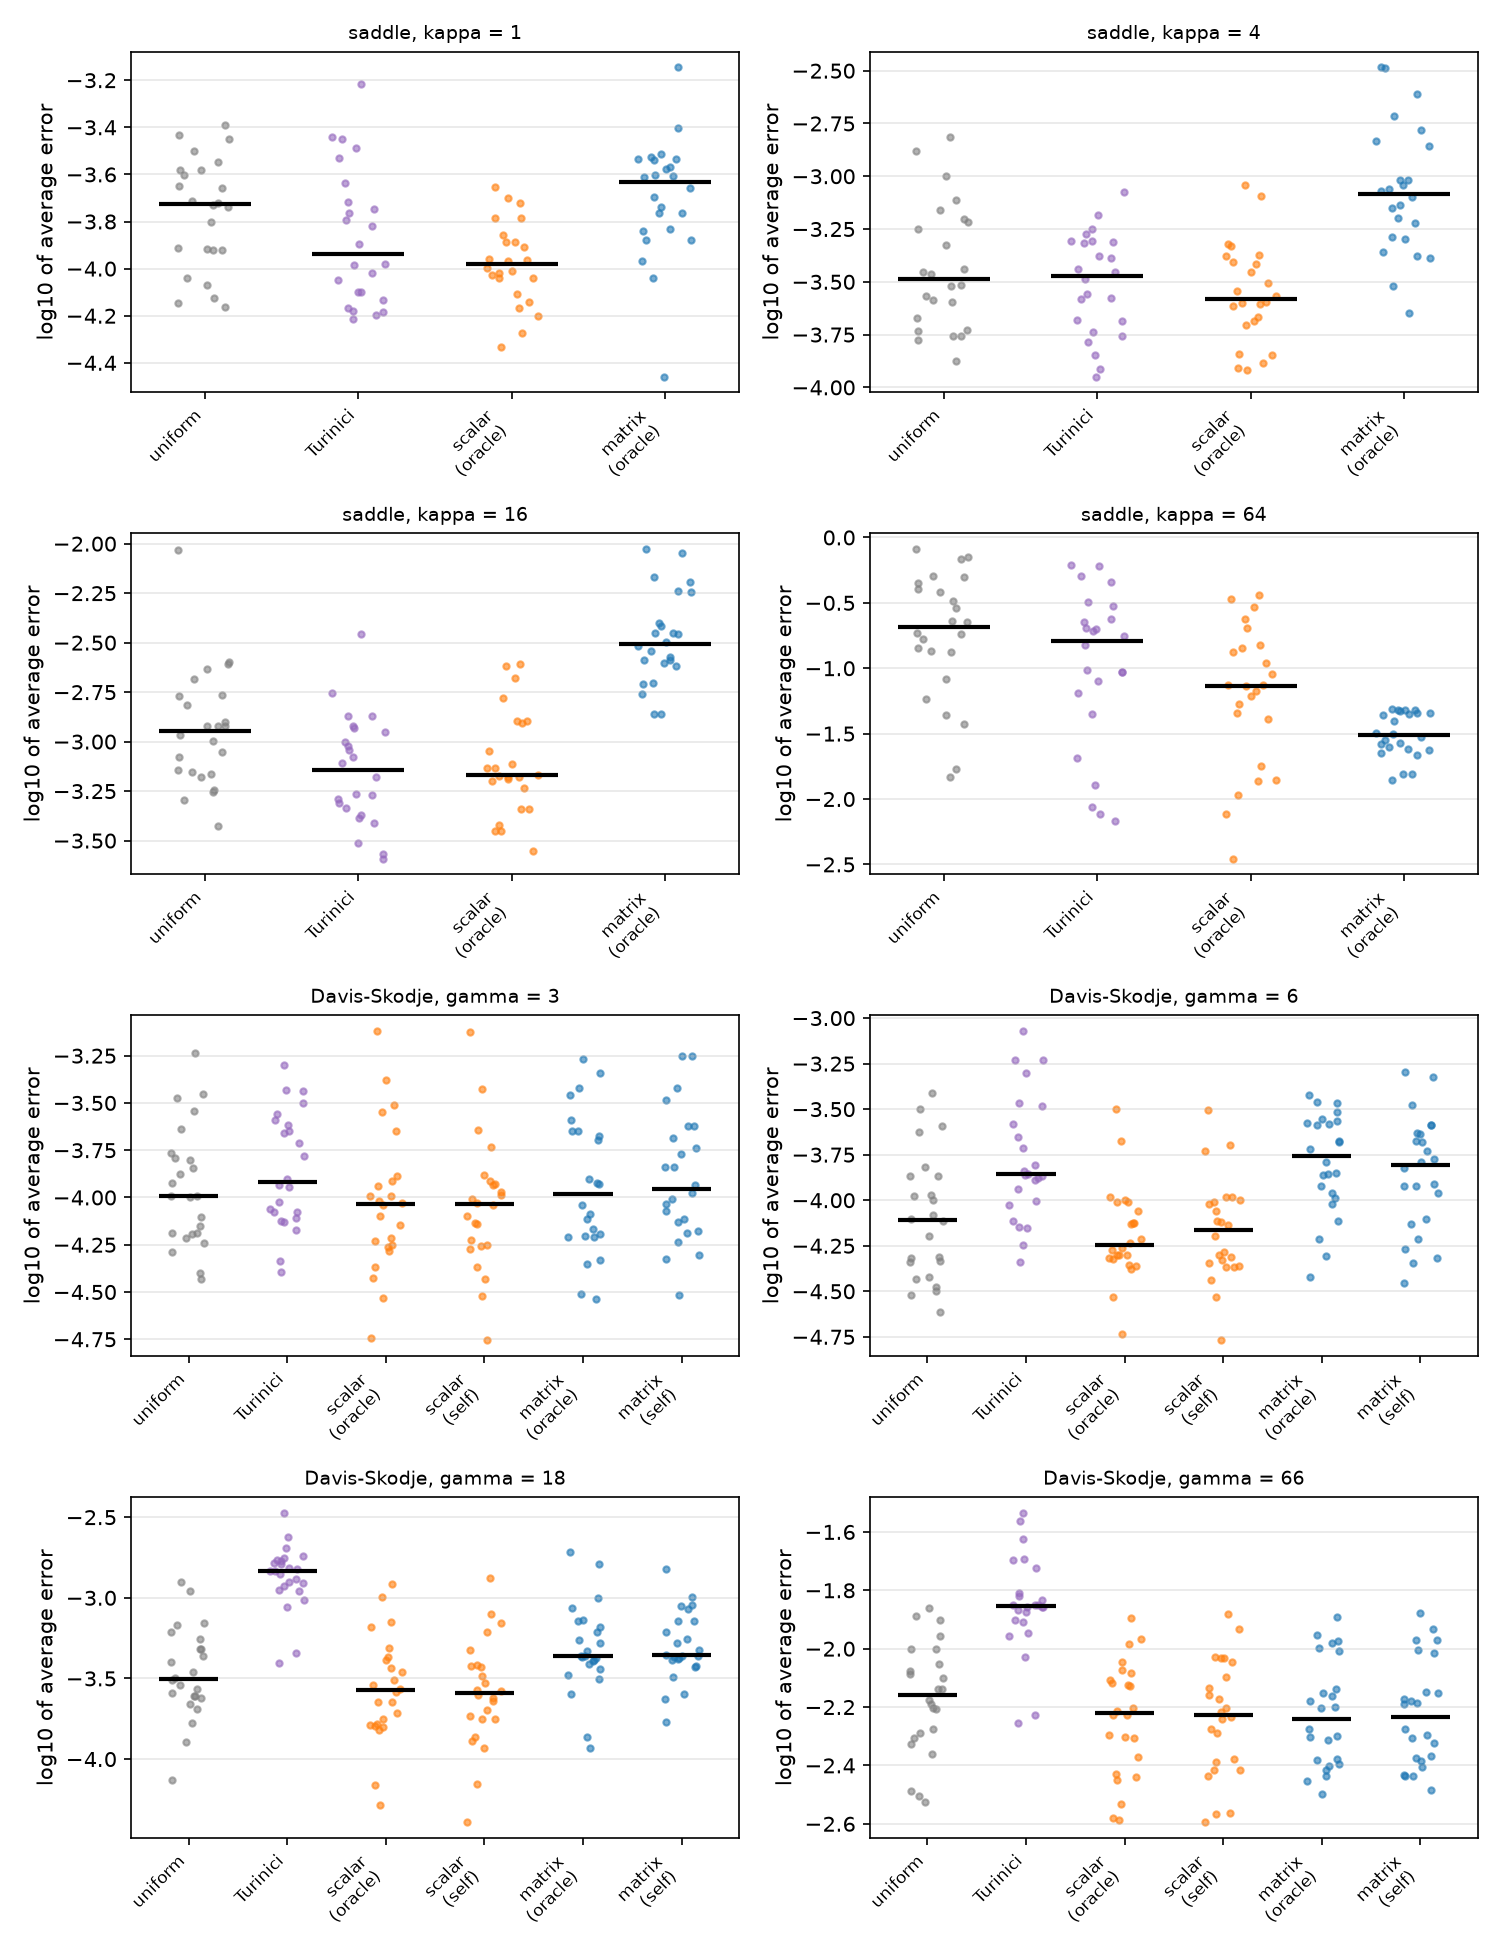 saddle, kappa = 1
log10 of average error
−3.2
−3.4
−3.6
−3.8
−4.0
−4.2
−4.4
uniform
Turinici
scalar
(oracle)
matrix
(oracle)
saddle, kappa = 4
log10 of average error
−2.50
−2.75
−3.00
−3.25
−3.50
−3.75
−4.00
uniform
Turinici
scalar
(oracle)
matrix
(oracle)
saddle, kappa = 16
log10 of average error
−2.00
−2.25
−2.50
−2.75
−3.00
−3.25
−3.50
uniform
Turinici
scalar
(oracle)
matrix
(oracle)
saddle, kappa = 64
log10 of average error
0.0
−0.5
−1.0
−1.5
−2.0
−2.5
uniform
Turinici
scalar
(oracle)
matrix
(oracle)
Davis-Skodje, gamma = 3
log10 of average error
−3.25
−3.50
−3.75
−4.00
−4.25
−4.50
−4.75
uniform
Turinici
scalar
(oracle)
scalar
(self)
matrix
(oracle)
matrix
(self)
Davis-Skodje, gamma = 6
log10 of average error
−3.00
−3.25
−3.50
−3.75
−4.00
−4.25
−4.50
−4.75
uniform
Turinici
scalar
(oracle)
scalar
(self)
matrix
(oracle)
matrix
(self)
Davis-Skodje, gamma = 18
log10 of average error
−2.5
−3.0
−3.5
−4.0
uniform
Turinici
scalar
(oracle)
scalar
(self)
matrix
(oracle)
matrix
(self)
Davis-Skodje, gamma = 66
log10 of average error
−1.6
−1.8
−2.0
−2.2
−2.4
−2.6
uniform
Turinici
scalar
(oracle)
scalar
(self)
matrix
(oracle)
matrix
(self)